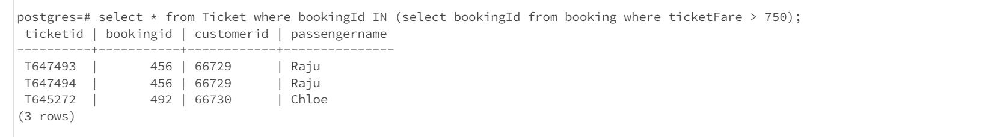 postgres=# select * from Ticket where bookingId IN (select bookingId from booking where ticketFare > 750);
 ticketid | bookingid | customerid | passengername
----------+-----------+------------+---------------
 T647493  |       456 | 66729      | Raju
 T647494  |       456 | 66729      | Raju
 T645272  |       492 | 66730      | Chloe
(3 rows)